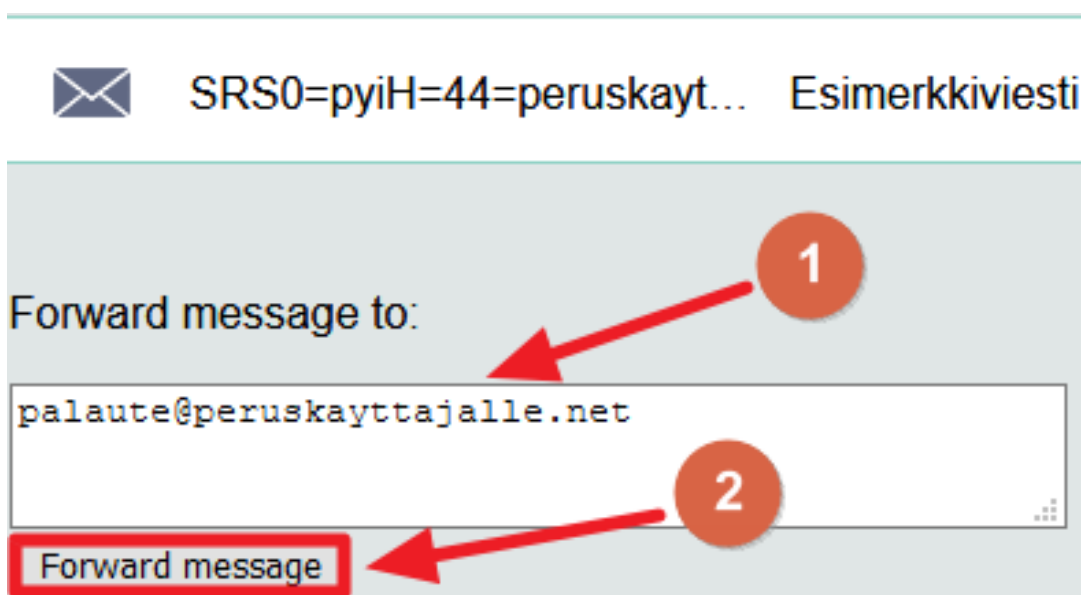 SRS0=pyiH=44=peruskayt... Esimerkkiviesti
1
Forward message to:
palaute@peruskayttajalle.net
2
Forward message